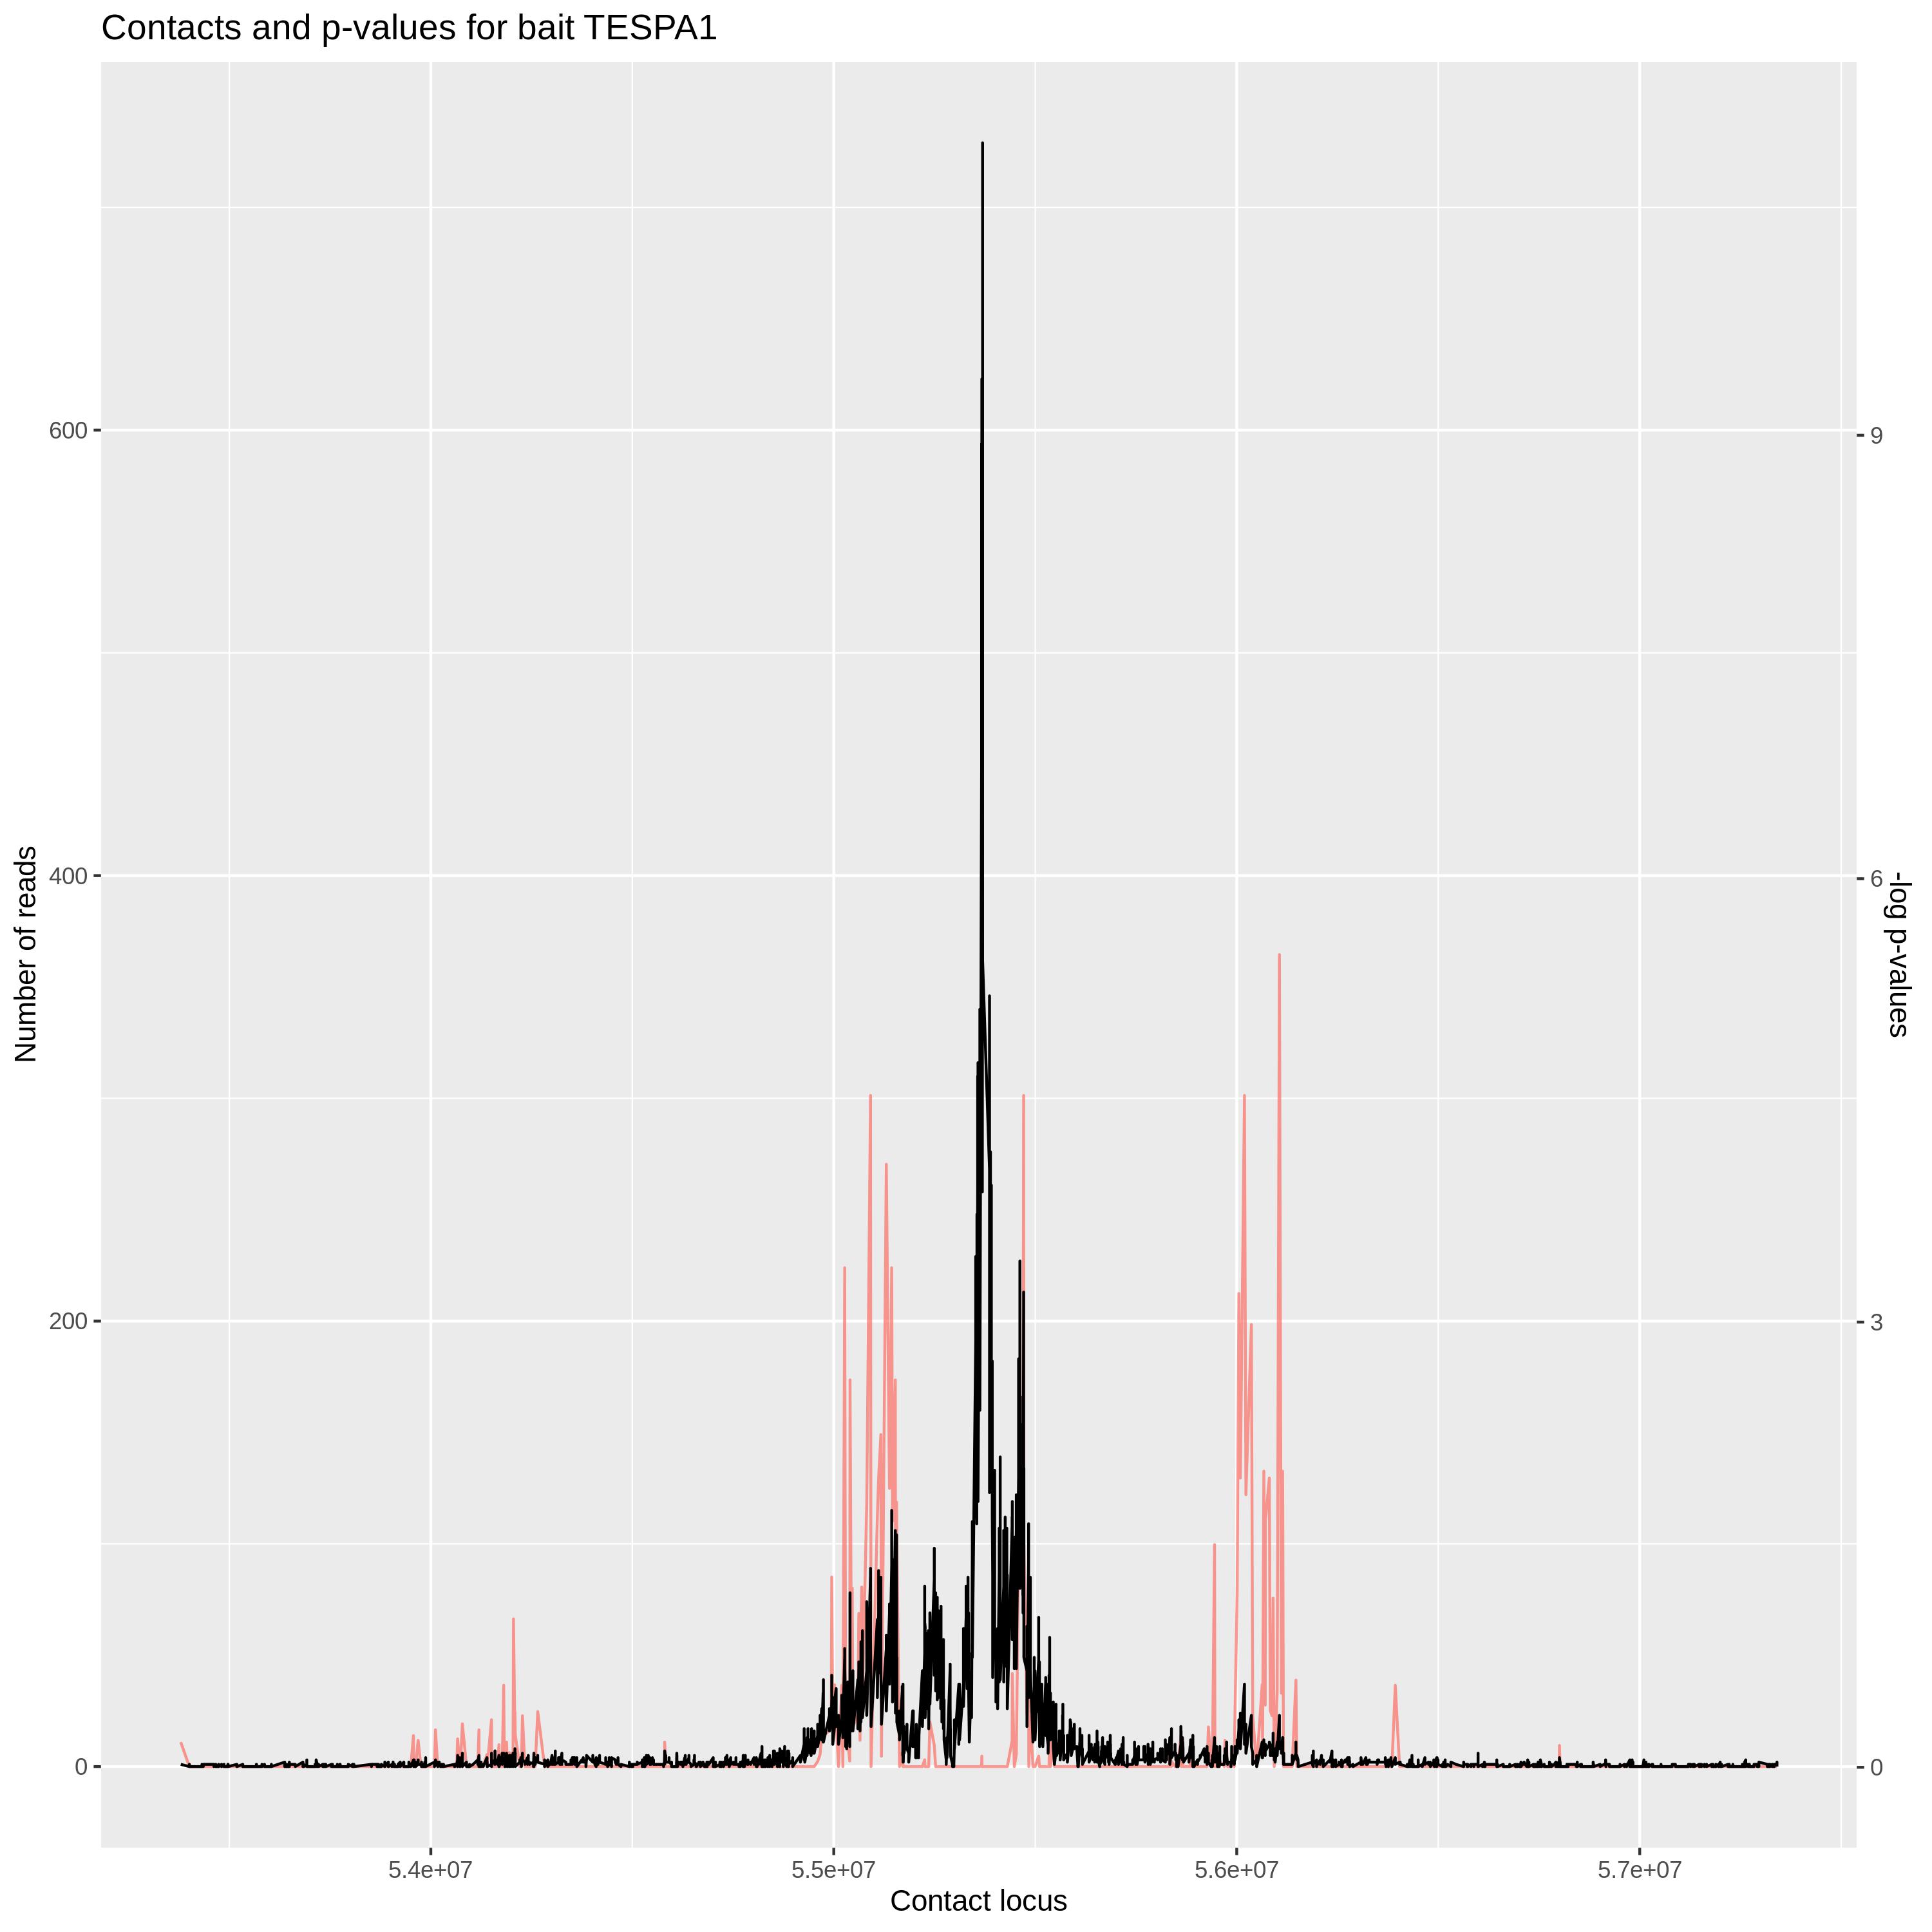 Contacts and p-values for bait TESPA1
Number of reads
600
400
200
0
9
6
3
0
-log p-values
5.4e+07
5.5e+07
5.6e+07
5.7e+07
Contact locus